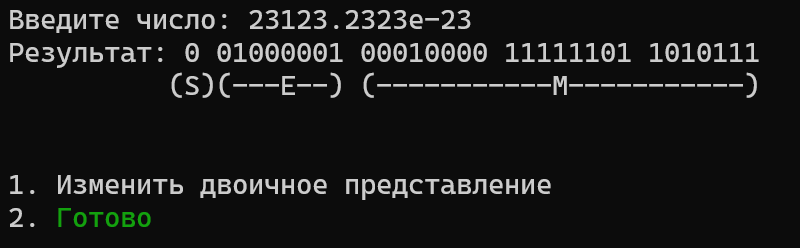 Введите число: 23123.2323e-23
Результат: 0 01000001 00010000 11111101 1010111
(S)(---E--) (-----------M-----------)
1. Изменить двоичное представление
2. Готово